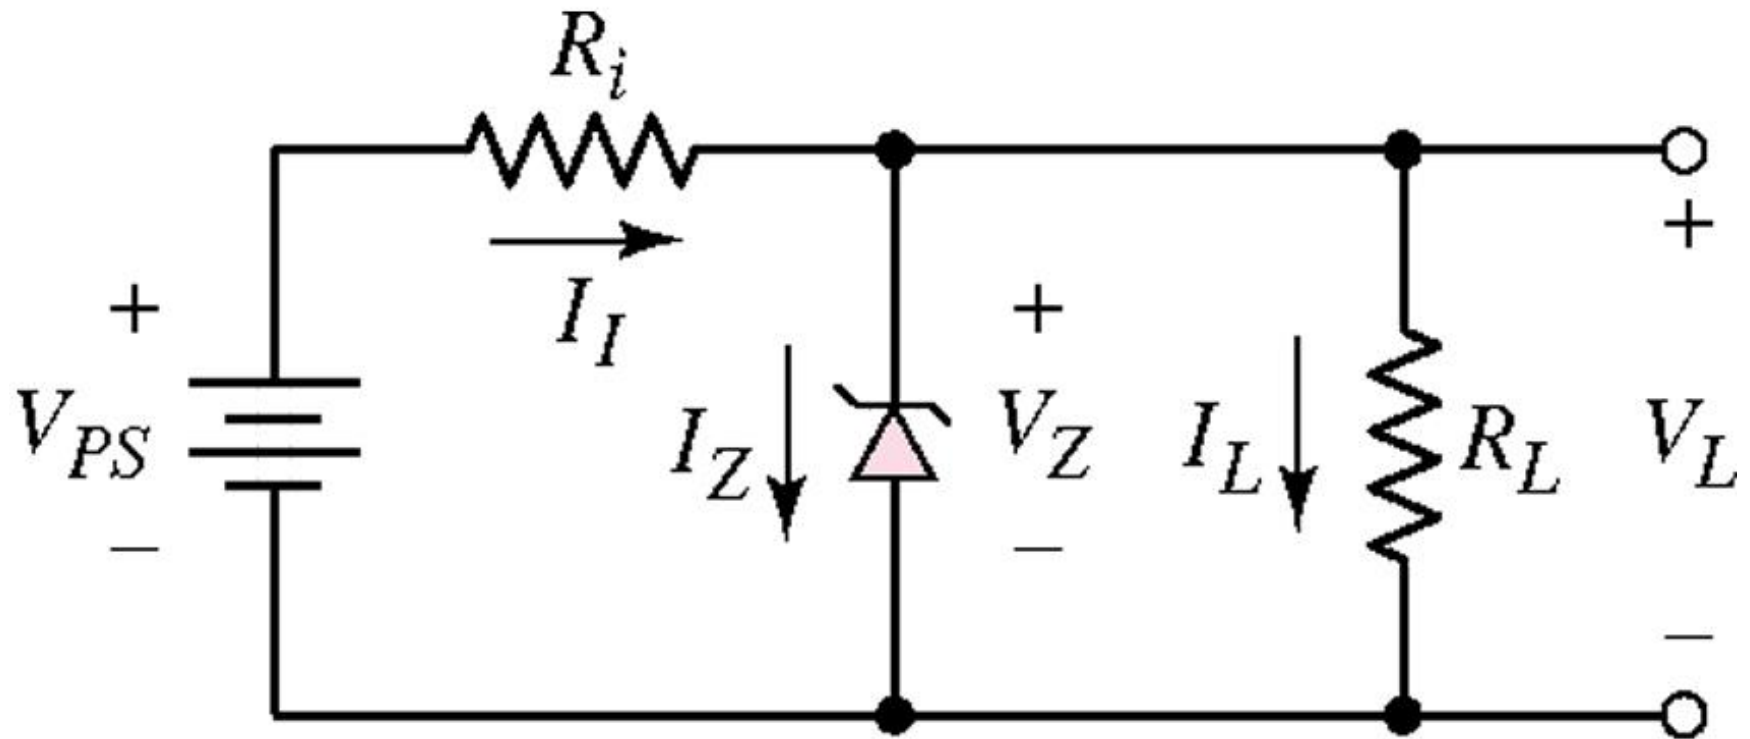 R_i
I_I
+
V_PS
−
I_Z
+
V_Z
−
I_L
R_L
+
V_L
−